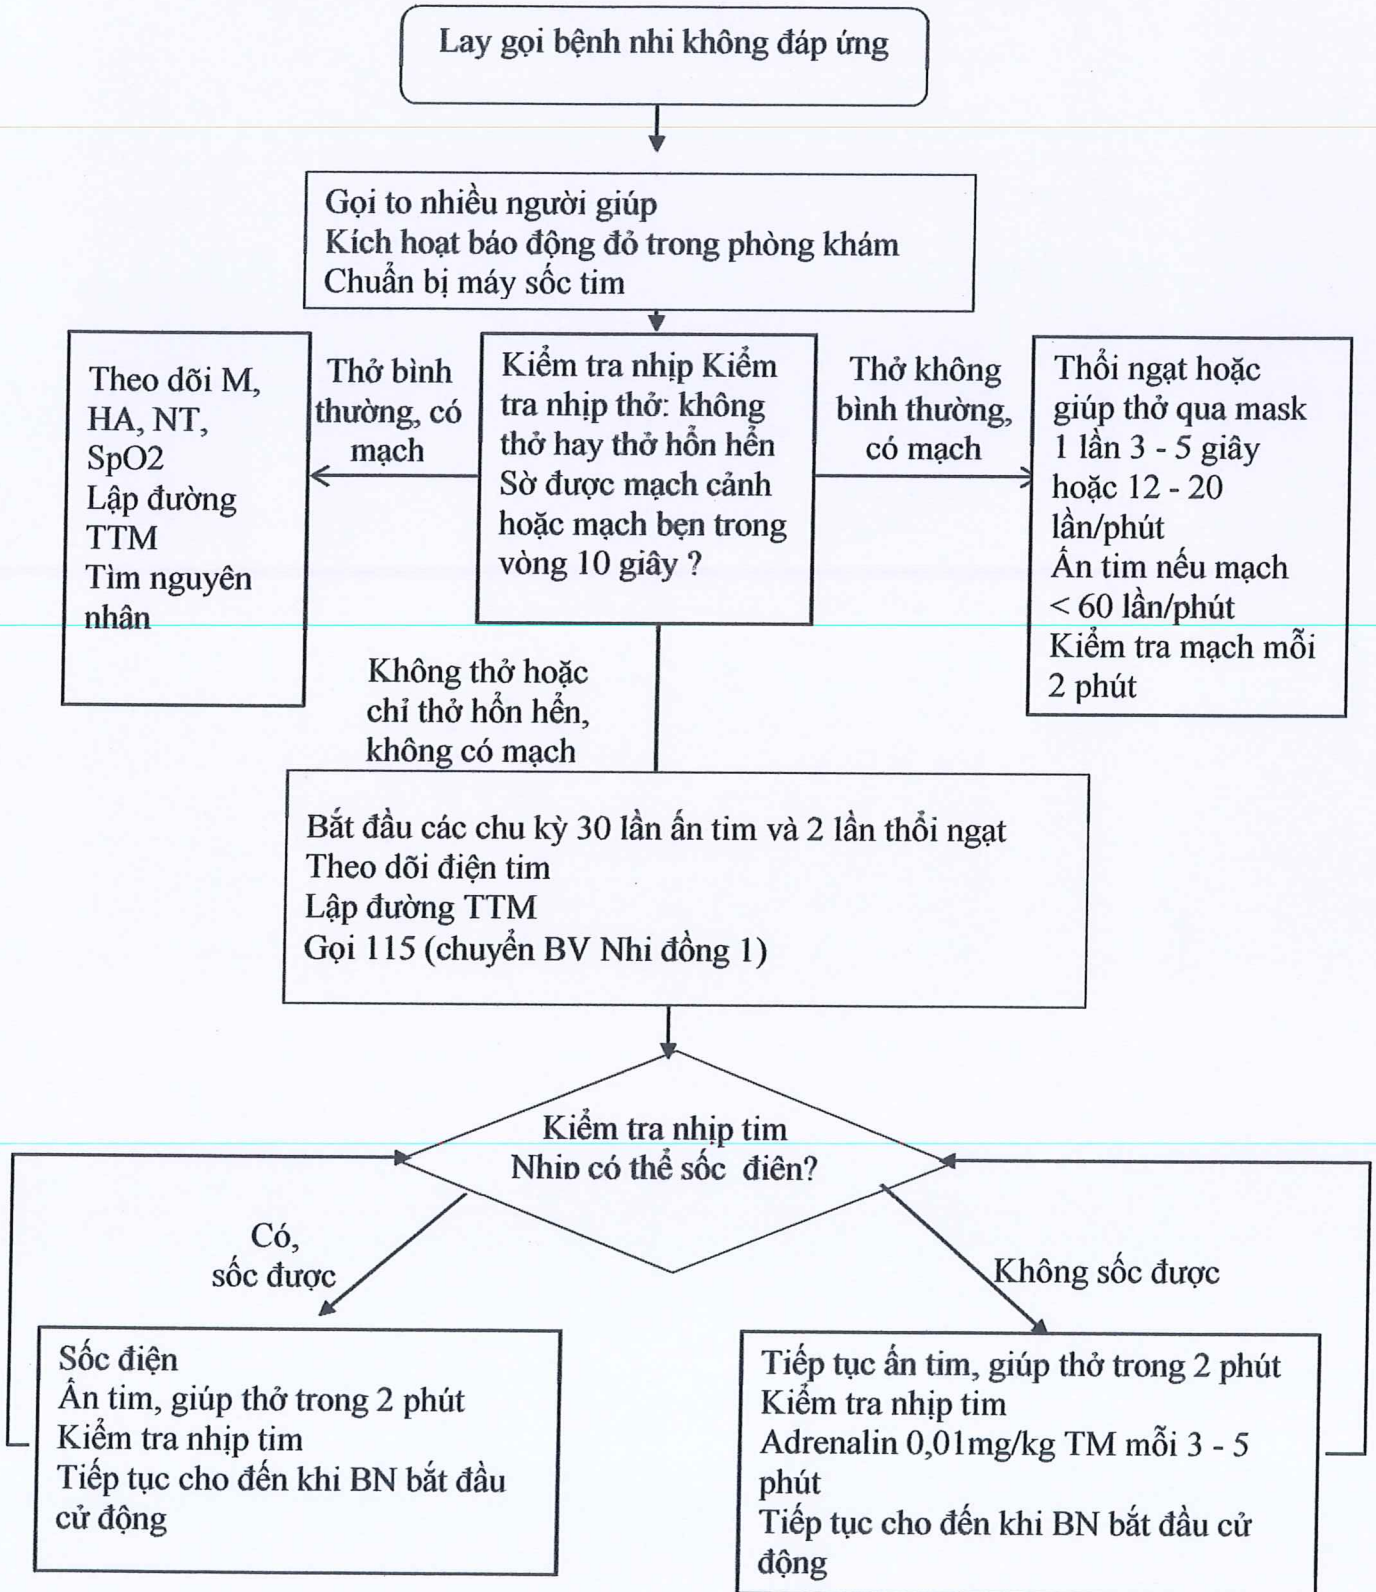 Lay gọi bệnh nhi không đáp ứng
Gọi to nhiều người giúp
Kích hoạt báo động đỏ trong phòng khám
Chuẩn bị máy sốc tim
Theo dõi M,
HA, NT,
SpO2
Lập đường
TTM
Tìm nguyên
nhân
Thở bình
thường, có
mạch
Kiểm tra nhịp Kiểm
tra nhịp thở: không
thở hay thở hổn hển
Sờ được mạch cảnh
hoặc mạch bẹn trong
vòng 10 giây ?
Thở không
bình thường,
có mạch
Thổi ngạt hoặc
giúp thở qua mask
1 lần 3 - 5 giây
hoặc 12 - 20
lần/phút
Ấn tim nếu mạch
< 60 lần/phút
Kiểm tra mạch mỗi
2 phút
Không thở hoặc
chỉ thở hổn hển,
không có mạch
Bắt đầu các chu kỳ 30 lần ấn tim và 2 lần thổi ngạt
Theo dõi điện tim
Lập đường TTM
Gọi 115 (chuyển BV Nhi đồng 1)
Kiểm tra nhịp tim
Nhịp có thể sốc điện?
Có,
sốc được
Không sốc được
Sốc điện
Ấn tim, giúp thở trong 2 phút
Kiểm tra nhịp tim
Tiếp tục cho đến khi BN bắt đầu
cử động
Tiếp tục ấn tim, giúp thở trong 2 phút
Kiểm tra nhịp tim
Adrenalin 0,01mg/kg TM mỗi 3 - 5
phút
Tiếp tục cho đến khi BN bắt đầu cử
động